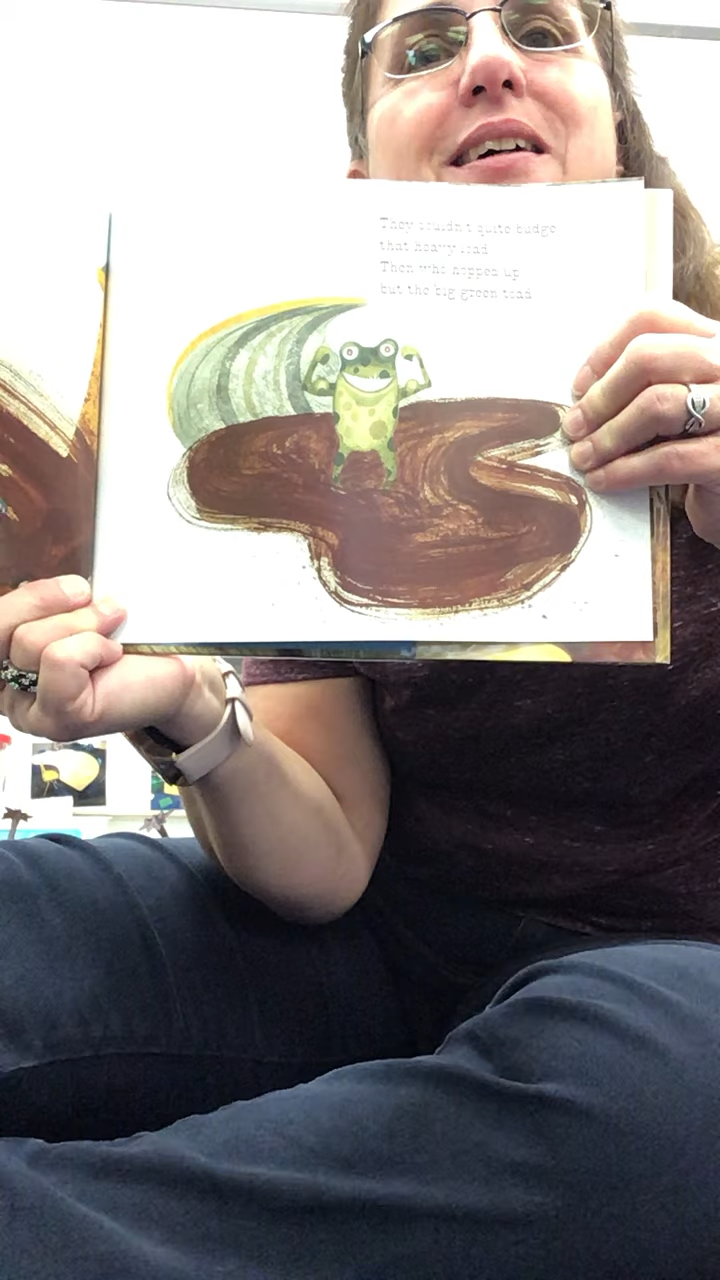 They couldn't quite budge
that heavy load
Then who hopped up
but the big green toad